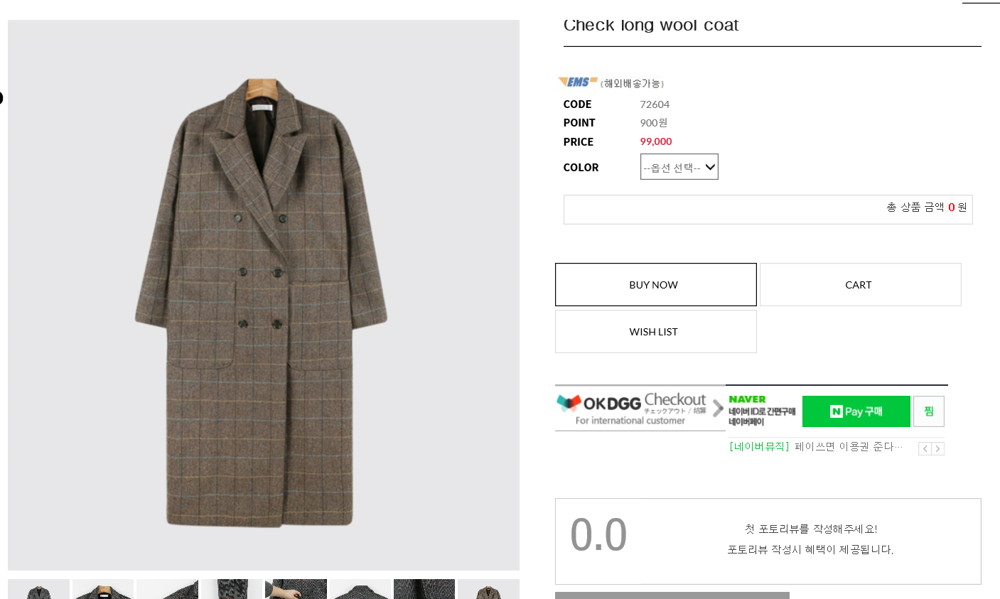 Check long wool coat
EMS (해외배송가능)
CODE 72604
POINT 900원
PRICE 99,000
COLOR --옵션 선택--
총 상품 금액 0 원
BUY NOW
CART
WISH LIST
OKDGG Checkout
チェックアウト / 結算
For international customer
NAVER
네이버 ID로 간편구매
네이버페이
N Pay 구매
찜
[네이버뮤직] 페이쓰면 이용권 준다…
0.0
첫 포토리뷰를 작성해주세요!
포토리뷰 작성시 혜택이 제공됩니다.